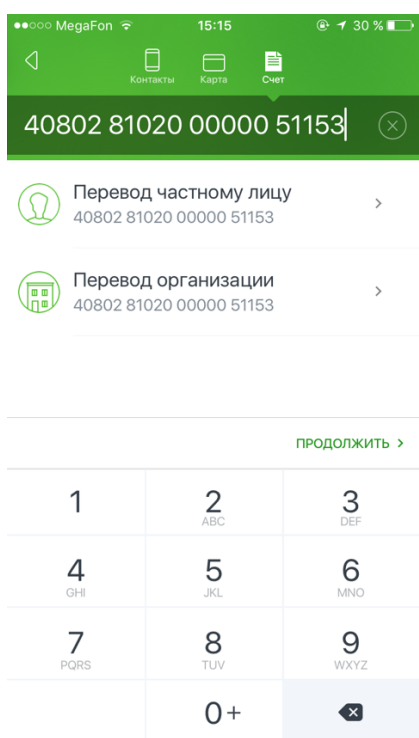 MegaFon 15:15 30 %
Контакты Карта Счет
40802 81020 00000 51153
Перевод частному лицу
40802 81020 00000 51153
Перевод организации
40802 81020 00000 51153
ПРОДОЛЖИТЬ
1 2 3
ABC DEF
4 5 6
GHI JKL MNO
7 8 9
PQRS TUV WXYZ
0 +